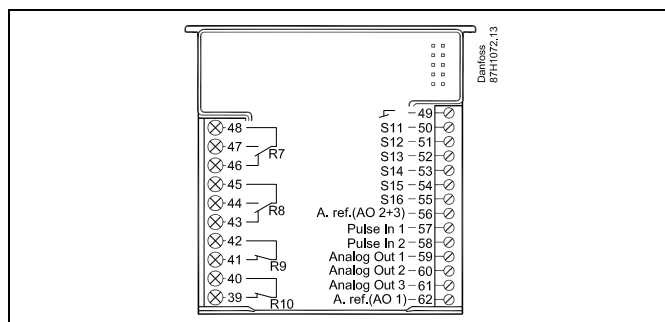 Danfoss
87H1072.13
48
47
R7
46
45
44
R8
43
42
41
R9
40
39
R10
49
S11 50
S12 51
S13 52
S14 53
S15 54
S16 55
A. ref.(AO 2+3) 56
Pulse In 1 57
Pulse In 2 58
Analog Out 1 59
Analog Out 2 60
Analog Out 3 61
A. ref.(AO 1) 62